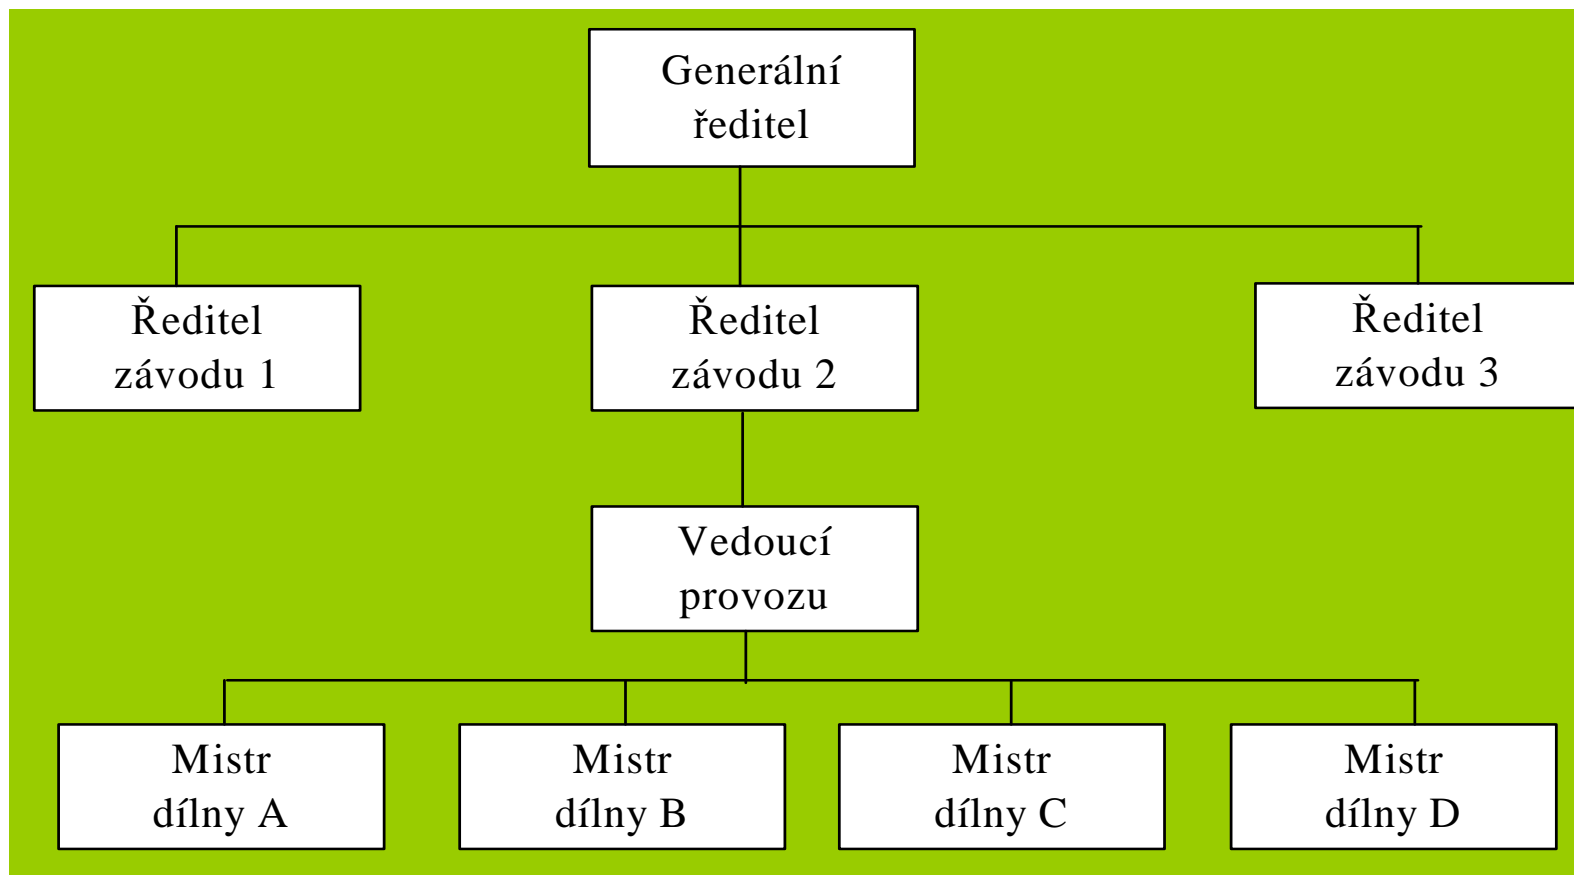 Generální
ředitel
Ředitel
závodu 1
Ředitel
závodu 2
Ředitel
závodu 3
Vedoucí
provozu
Mistr
dílny A
Mistr
dílny B
Mistr
dílny C
Mistr
dílny D